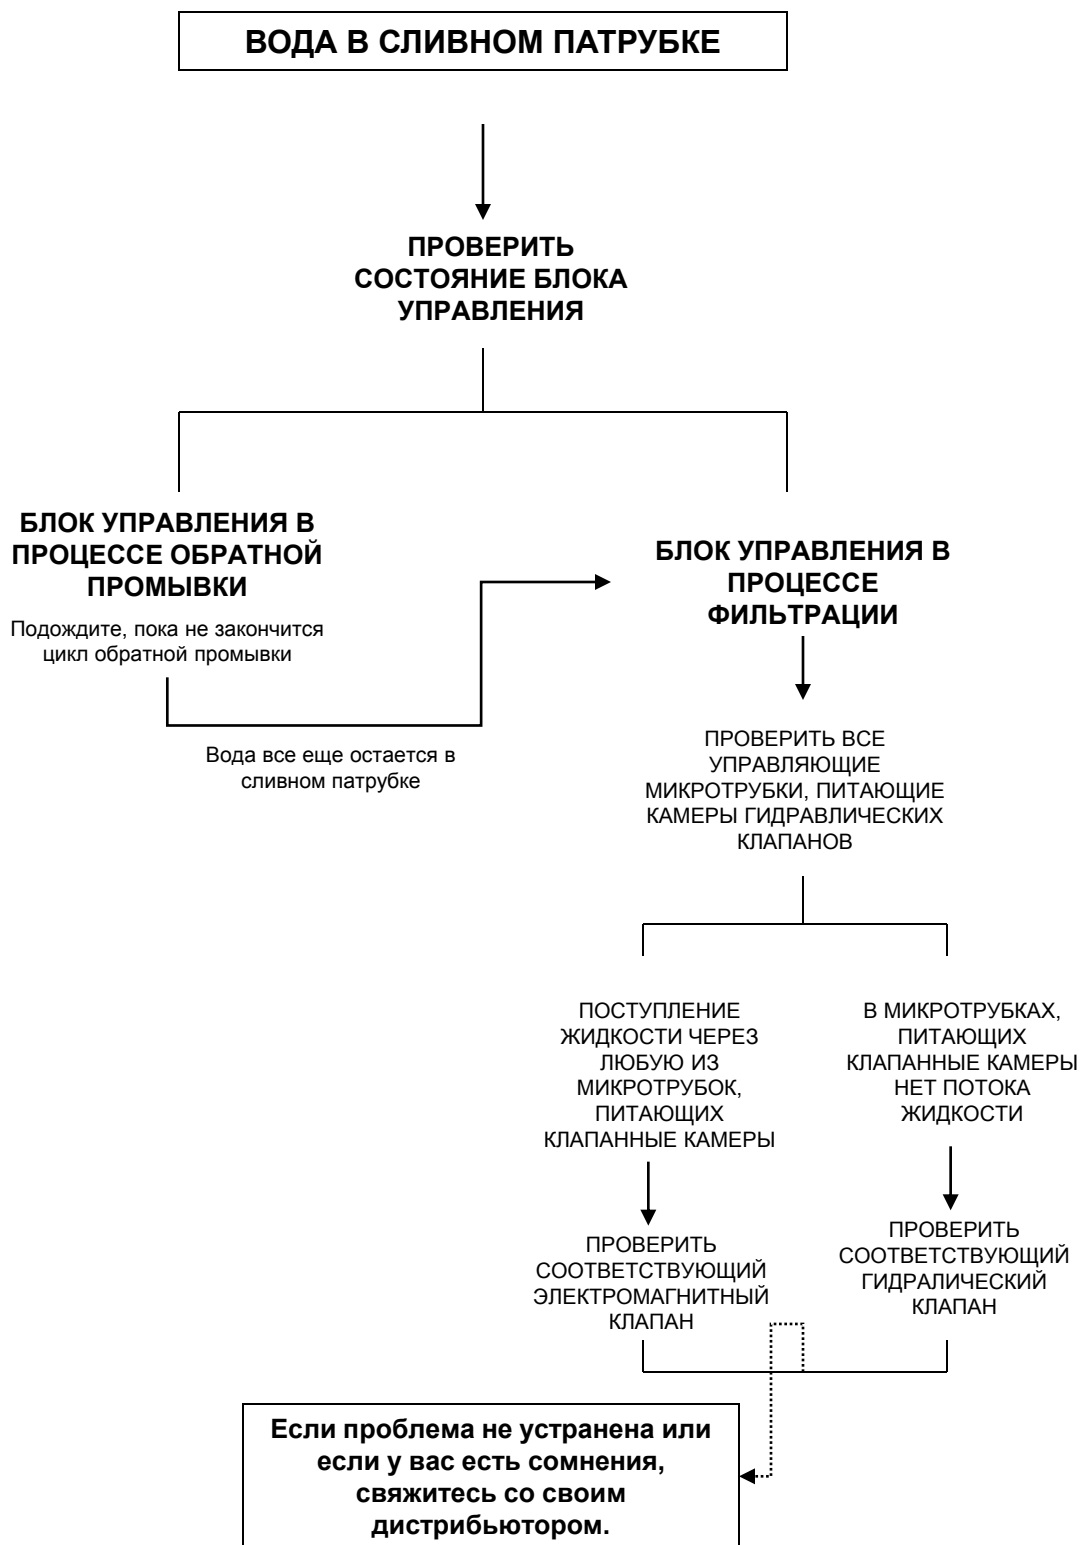 ВОДА В СЛИВНОМ ПАТРУБКЕ
ПРОВЕРИТЬ
СОСТОЯНИЕ БЛОКА
УПРАВЛЕНИЯ
БЛОК УПРАВЛЕНИЯ В
ПРОЦЕССЕ ОБРАТНОЙ
ПРОМЫВКИ
Подождите, пока не закончится
цикл обратной промывки
Вода все еще остается в
сливном патрубке
БЛОК УПРАВЛЕНИЯ В
ПРОЦЕССЕ
ФИЛЬТРАЦИИ
ПРОВЕРИТЬ ВСЕ
УПРАВЛЯЮЩИЕ
МИКРОТРУБКИ, ПИТАЮЩИЕ
КАМЕРЫ ГИДРАВЛИЧЕСКИХ
КЛАПАНОВ
ПОСТУПЛЕНИЕ
ЖИДКОСТИ ЧЕРЕЗ
ЛЮБУЮ ИЗ
МИКРОТРУБОК,
ПИТАЮЩИХ
КЛАПАННЫЕ КАМЕРЫ
В МИКРОТРУБКАХ,
ПИТАЮЩИХ
КЛАПАННЫЕ КАМЕРЫ
НЕТ ПОТОКА
ЖИДКОСТИ
ПРОВЕРИТЬ
СООТВЕТСТВУЮЩИЙ
ЭЛЕКТРОМАГНИТНЫЙ
КЛАПАН
ПРОВЕРИТЬ
СООТВЕТСТВУЮЩИЙ
ГИДРАЛИЧЕСКИЙ
КЛАПАН
Если проблема не устранена или
если у вас есть сомнения,
свяжитесь со своим
дистрибьютором.